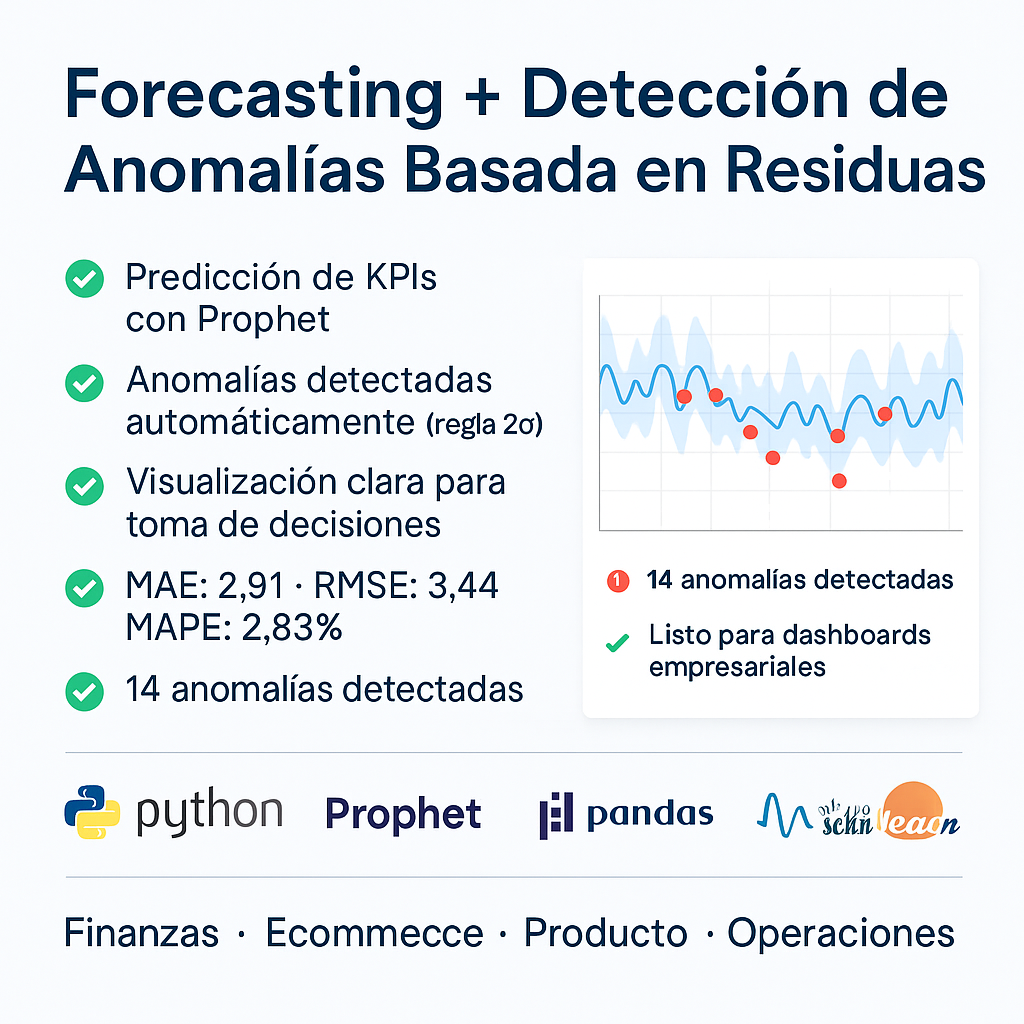 Forecasting + Detección de
Anomalías Basada en Residuas
Predicción de KPIs
con Prophet
Anomalías detectadas
automáticamente (regla 2σ)
Visualización clara para
toma de decisiones
MAE: 2,91 · RMSE: 3,44
MAPE: 2,83%
14 anomalías detectadas
1 14 anomalías detectadas
Listo para dashboards
empresariales
python
Prophet
pandas
Finanzas · Ecommecce · Producto · Operaciones